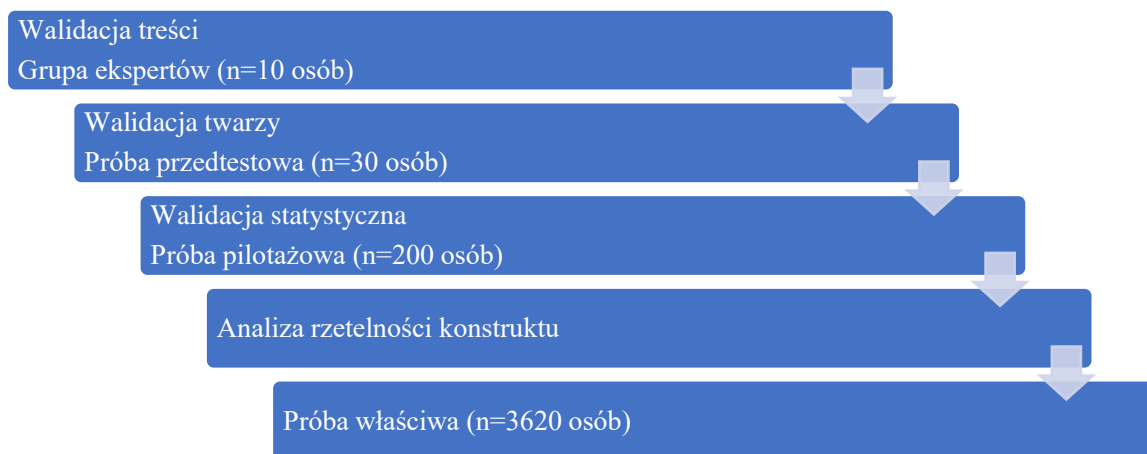 Walidacja treści
Grupa ekspertów (n=10 osób)
Walidacja twarzy
Próba przedtestowa (n=30 osób)
Walidacja statystyczna
Próba pilotażowa (n=200 osób)
Analiza rzetelności konstruktu
Próba właściwa (n=3620 osób)